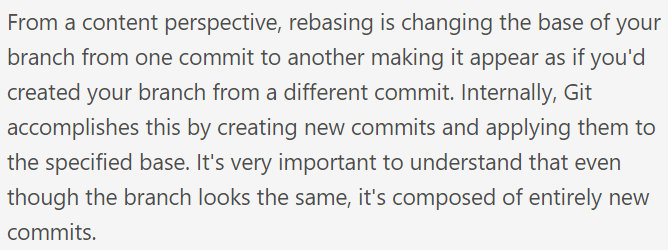 From a content perspective, rebasing is changing the base of your
branch from one commit to another making it appear as if you'd
created your branch from a different commit. Internally, Git
accomplishes this by creating new commits and applying them to
the specified base. It's very important to understand that even
though the branch looks the same, it's composed of entirely new
commits.